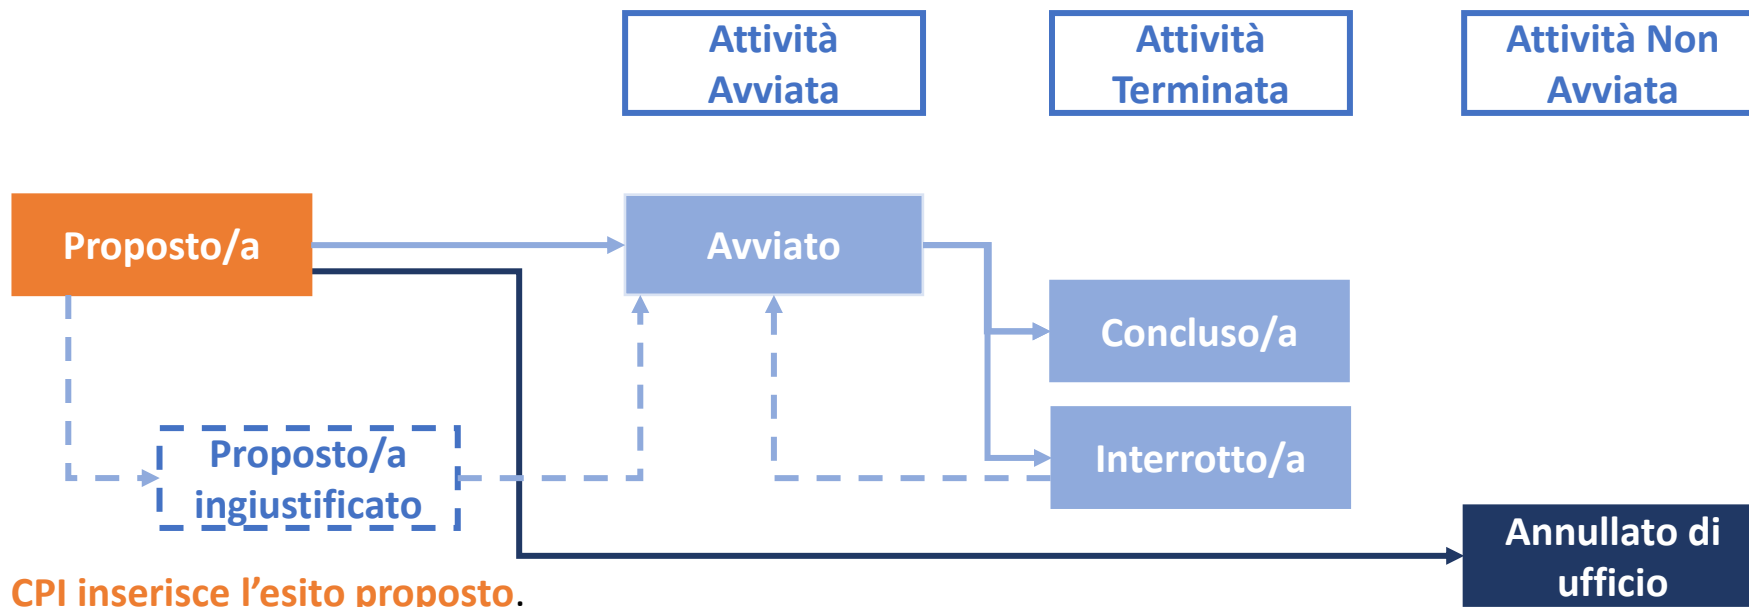 Attività
Avviata
Attività
Terminata
Attività Non
Avviata
Proposto/a
Avviato
Concluso/a
Proposto/a
ingiustificato
Interrotto/a
Annullato di
ufficio
CPI inserisce l’esito proposto.